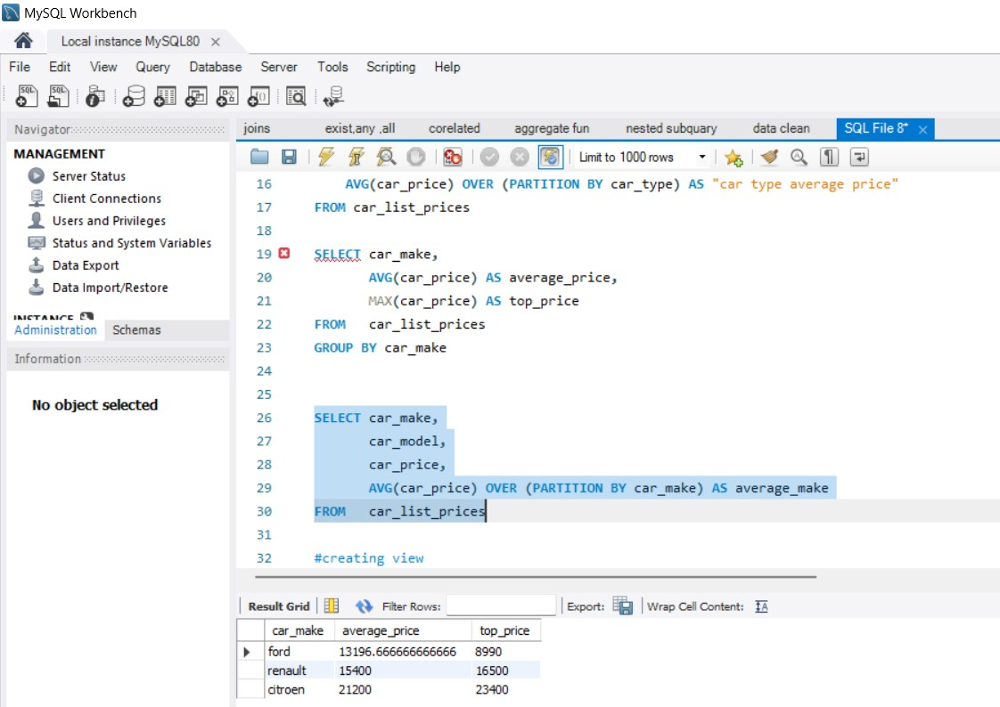 MySQL Workbench
Local instance MySQL80
File Edit View Query Database Server Tools Scripting Help
Navigator
MANAGEMENT
Server Status
Client Connections
Users and Privileges
Status and System Variables
Data Export
Data Import/Restore
INSTANCE
Administration Schemas
Information
No object selected
joins exist,any ,all corelated aggregate fun nested subquary data clean SQL File 8*
Limit to 1000 rows
16 AVG(car_price) OVER (PARTITION BY car_type) AS "car type average price"
17 FROM car_list_prices
18
19 SELECT car_make,
20 AVG(car_price) AS average_price,
21 MAX(car_price) AS top_price
22 FROM car_list_prices
23 GROUP BY car_make
24
25
26 SELECT car_make,
27 car_model,
28 car_price,
29 AVG(car_price) OVER (PARTITION BY car_make) AS average_make
30 FROM car_list_prices
31
32 #creating view
Result Grid Filter Rows: Export: Wrap Cell Content:
car_make average_price top_price
ford 13196.666666666666 8990
renault 15400 16500
citroen 21200 23400